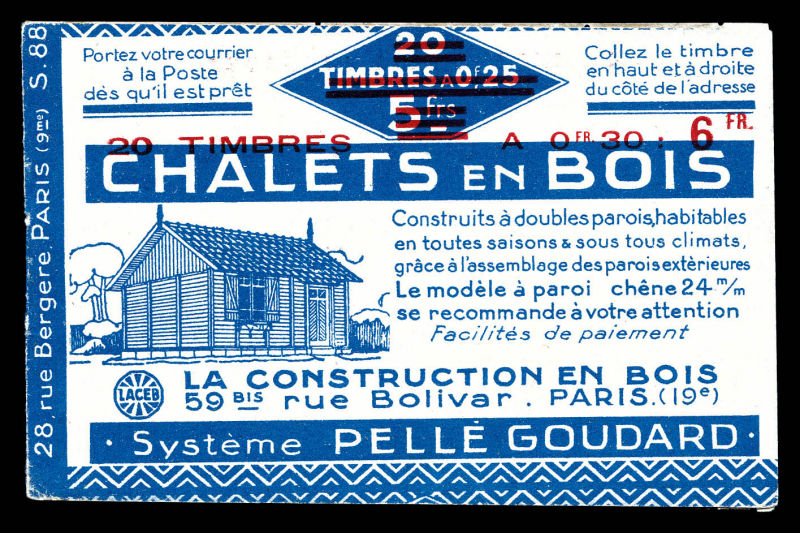 28 rue Bergère. PARIS (9me) S. 88
Portez votre courrier
à la Poste
dès qu'il est prêt
20
TIMBRES A 0f,25
5 frs
Collez le timbre
en haut et à droite
du côté de l'adresse
20 TIMBRES A 0FR.30 : 6 FR.
CHALETS EN BOIS
Construits à doubles parois,habitables
en toutes saisons & sous tous climats,
grâce à l'assemblage des parois extèrieures
Le modèle à paroi chêne 24 m/m
se recommande à votre attention
Facilités de paiement
LACEB
LA CONSTRUCTION EN BOIS
59 BIS rue Bolivar. PARIS.(19e)
· Système PELLÉ GOUDARD ·